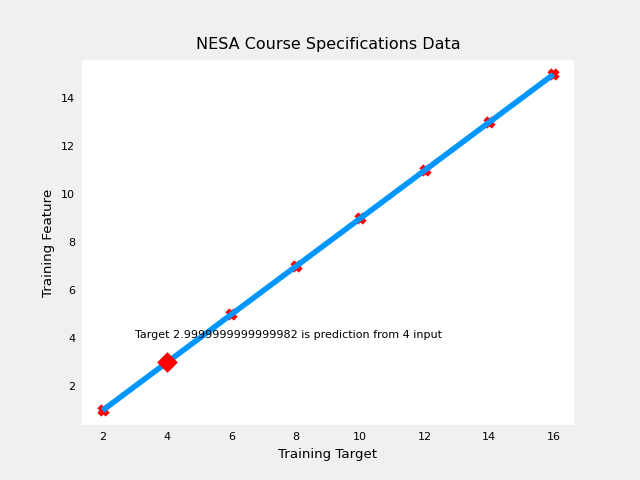 NESA Course Specifications Data
Training Feature
14
12
10
8
6
4
2
Target 2.9999999999999982 is prediction from 4 input
2 4 6 8 10 12 14 16
Training Target